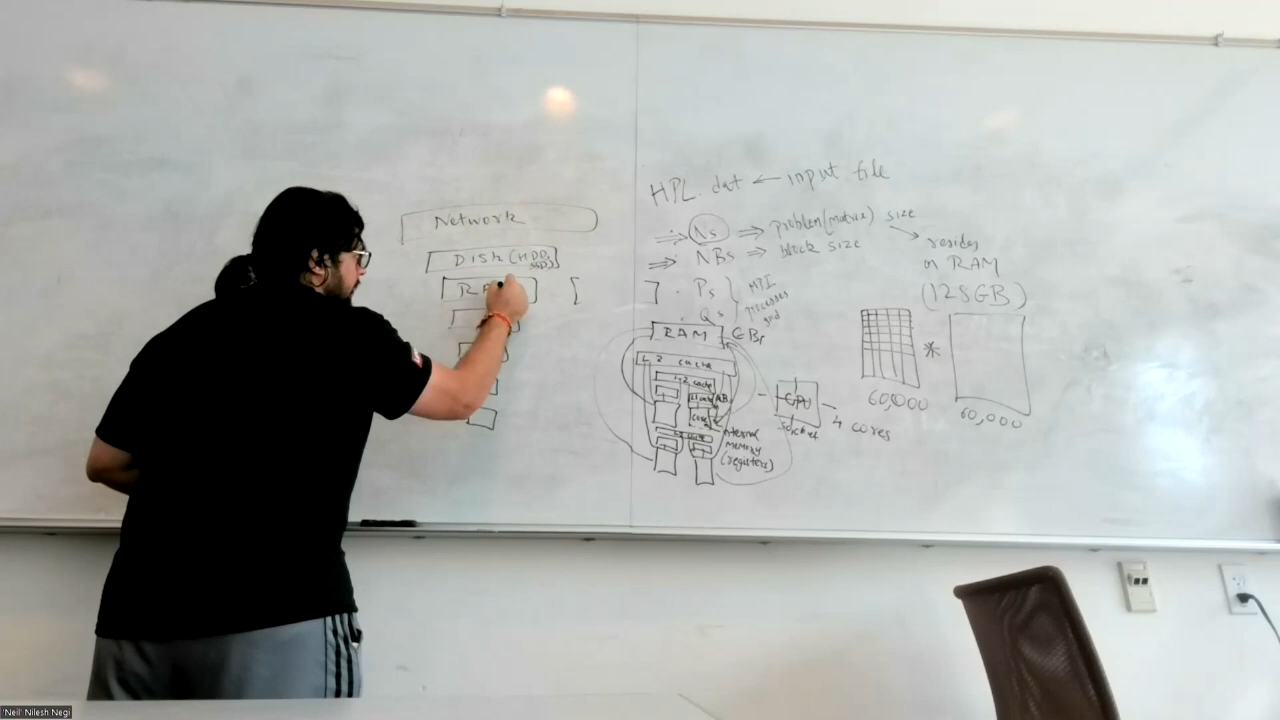 Network
Disk (HDD,
SSD)
HPL.dat ← input file
Ns ⇒ problem(matrix) size
NBs ⇒ block size
resides
on RAM
(128GB)
Ps
Qs
MPI
processes
grid
RAM
GBs
cache
L2 cache
*
60,000
60,000
CPU
socket
4 cores
internal
memory
(registers)
'Neil' Nilesh Negi